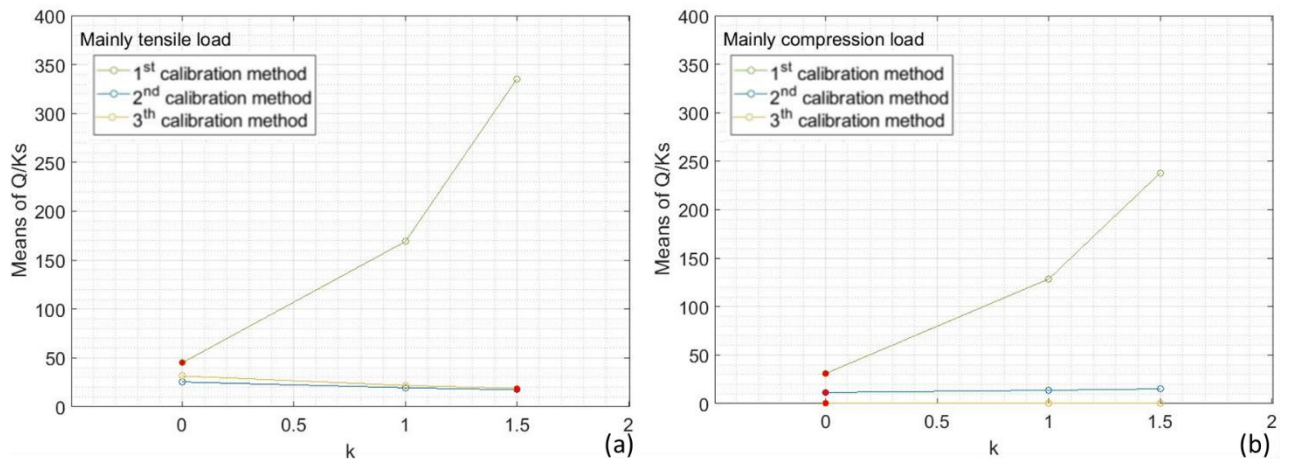 Mainly tensile load
1st calibration method
2nd calibration method
3th calibration method
Means of Q/Ks
400
350
300
250
200
150
100
50
0
0 0.5 1 1.5 2
k
(a)
Mainly compression load
1st calibration method
2nd calibration method
3th calibration method
Means of Q/Ks
400
350
300
250
200
150
100
50
0
0 0.5 1 1.5 2
k
(b)